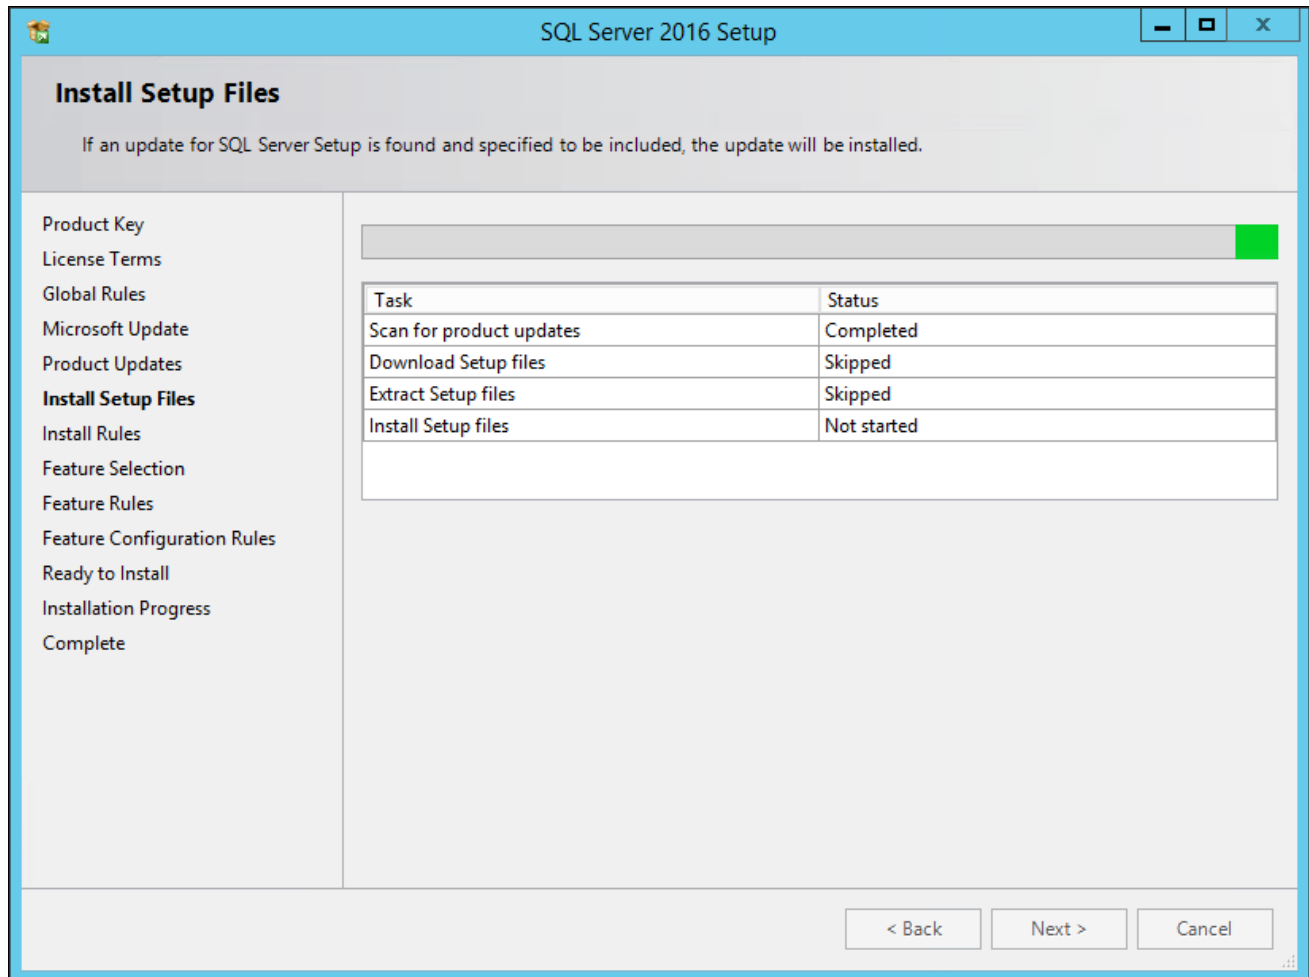 SQL Server 2016 Setup
Install Setup Files
If an update for SQL Server Setup is found and specified to be included, the update will be installed.
Product Key
License Terms
Global Rules
Microsoft Update
Product Updates
Install Setup Files
Install Rules
Feature Selection
Feature Rules
Feature Configuration Rules
Ready to Install
Installation Progress
Complete
Task Status
Scan for product updates Completed
Download Setup files Skipped
Extract Setup files Skipped
Install Setup files Not started
< Back Next > Cancel